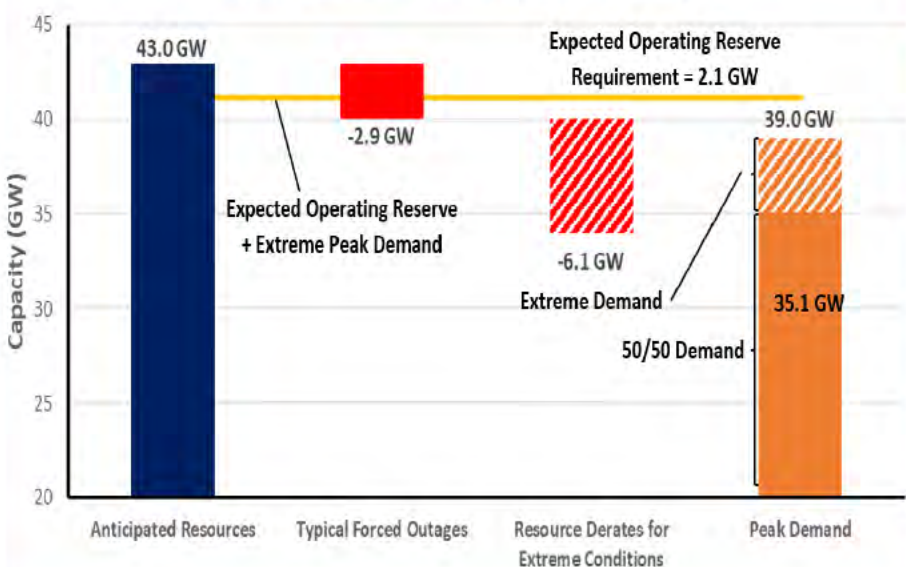 45
43.0 GW
Expected Operating Reserve
Requirement = 2.1 GW
40
-2.9 GW
39.0 GW
Expected Operating Reserve
+ Extreme Peak Demand
35
-6.1 GW
Extreme Demand
35.1 GW
50/50 Demand
30
25
20
Capacity (GW)
Anticipated Resources
Typical Forced Outages
Resource Derates for
Extreme Conditions
Peak Demand